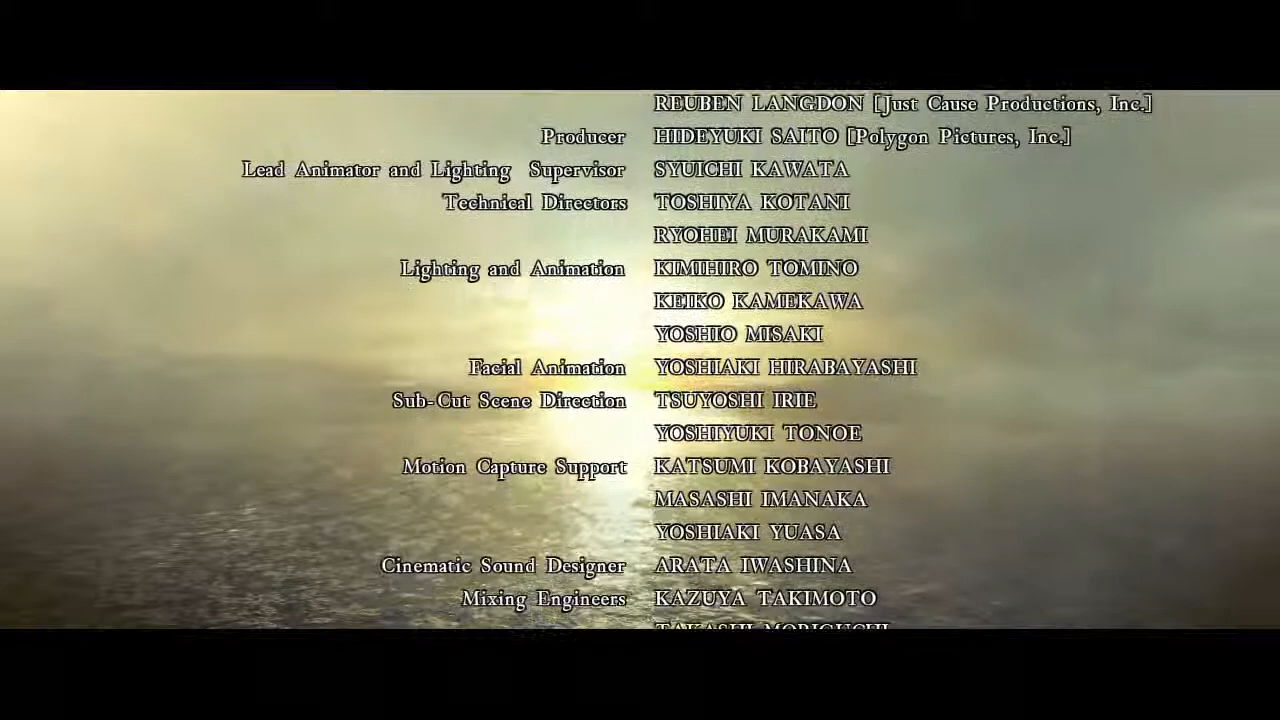 REUBEN LANGDON [Just Cause Productions, Inc.]
Producer HIDEYUKI SAITO [Polygon Pictures, Inc.]
Lead Animator and Lighting Supervisor SYUICHI KAWATA
Technical Directors TOSHIYA KOTANI
RYOHEI MURAKAMI
Lighting and Animation KIMIHIRO TOMINO
KEIKO KAMEKAWA
YOSHIO MISAKI
Facial Animation YOSHIAKI HIRABAYASHI
Sub-Cut Scene Direction TSUYOSHI IRIE
YOSHIYUKI TONOE
Motion Capture Support KATSUMI KOBAYASHI
MASASHI IMANAKA
YOSHIAKI YUASA
Cinematic Sound Designer ARATA IWASHINA
Mixing Engineers KAZUYA TAKIMOTO
TAKASHI MORIGUCHI